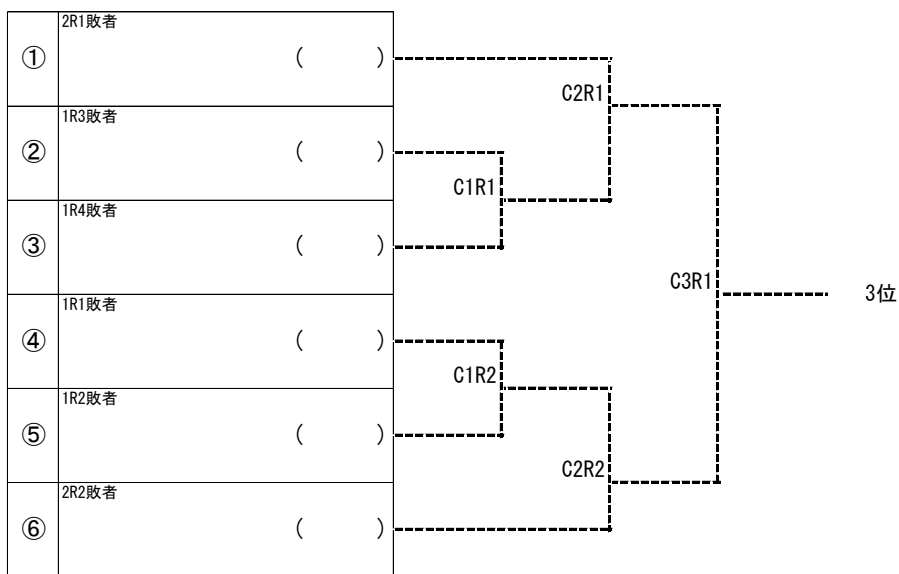 2R1敗者
① ( )
C2R1
1R3敗者
② ( )
C1R1
1R4敗者
③ ( )
C3R1
3位
1R1敗者
④ ( )
C1R2
1R2敗者
⑤ ( )
C2R2
2R2敗者
⑥ ( )